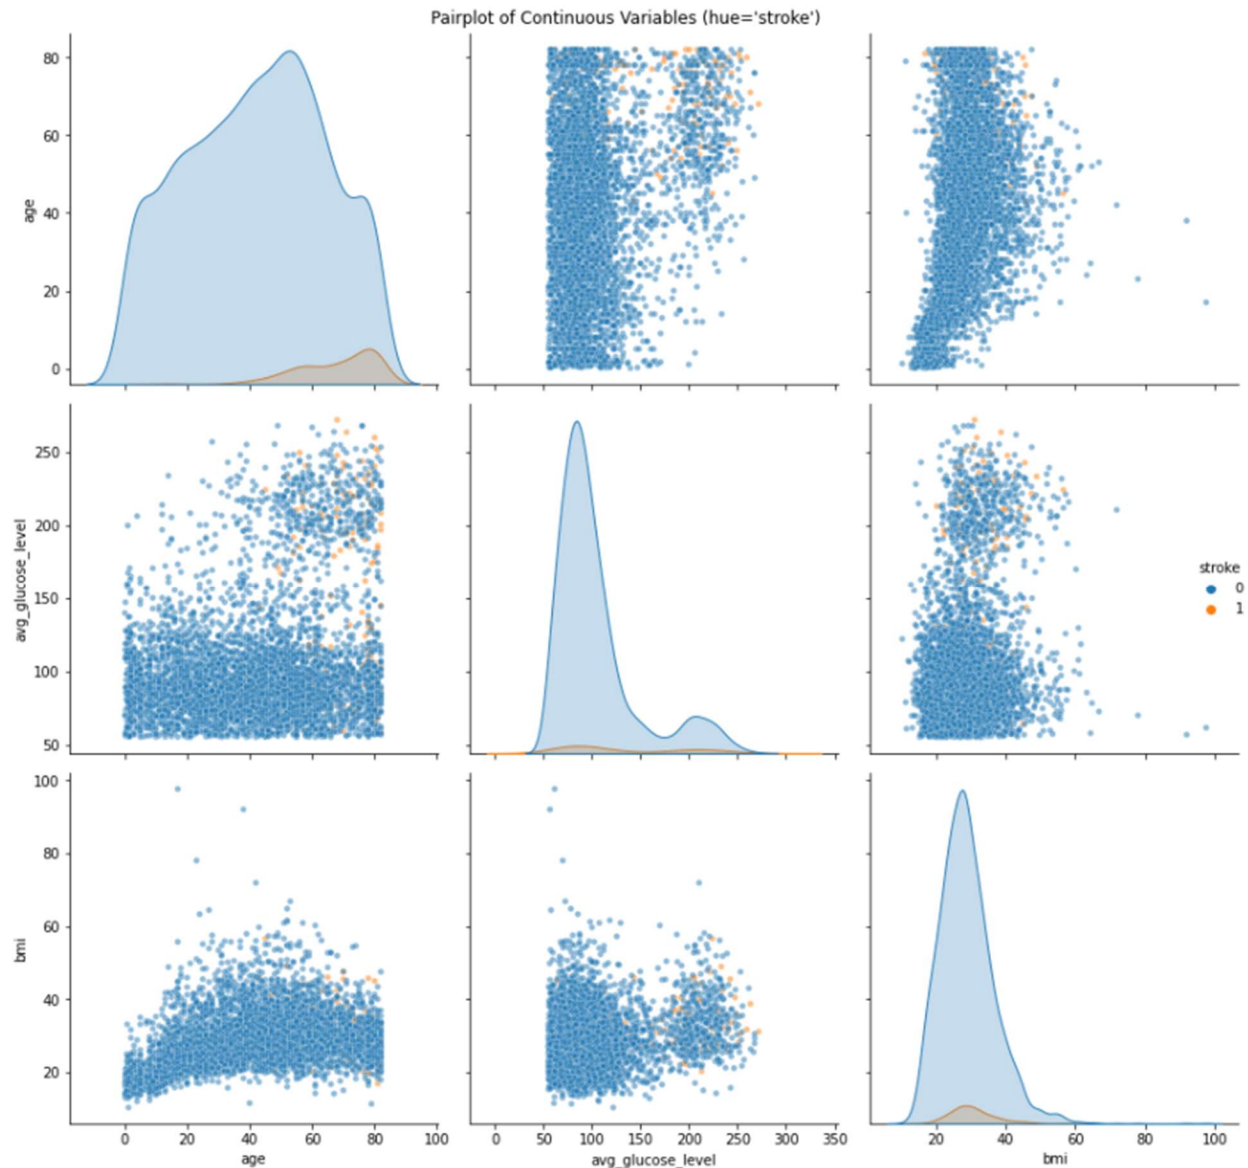 Pairplot of Continuous Variables (hue='stroke')
80
60
40
20
0
age
250
200
150
100
50
avg_glucose_level
stroke
0
1
100
80
60
40
20
bmi
0 20 40 60 80 100
age
0 50 100 150 200 250 300 350
avg_glucose_level
20 40 60 80 100
bmi